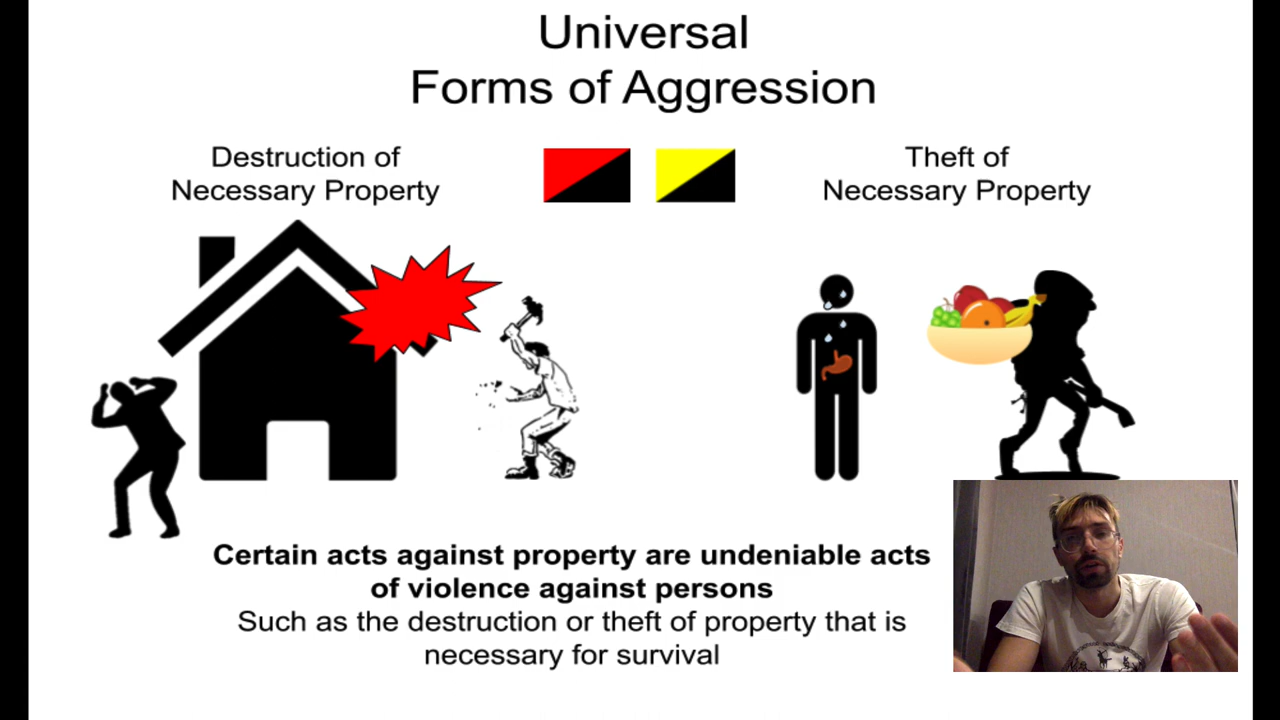 Universal
Forms of Aggression
Destruction of
Necessary Property
Theft of
Necessary Property
Certain acts against property are undeniable acts
of violence against persons
Such as the destruction or theft of property that is
necessary for survival